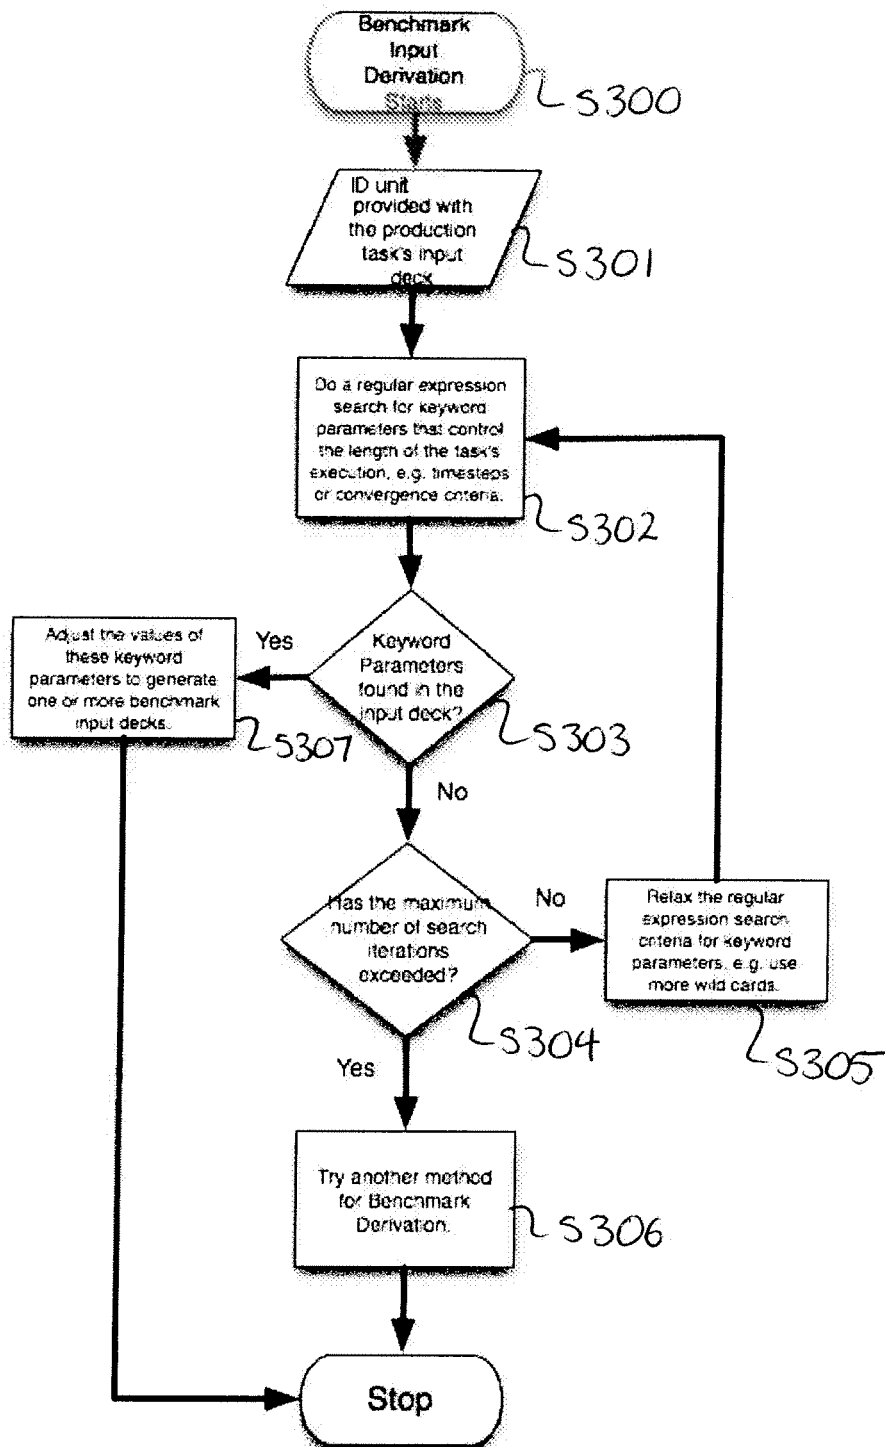 Benchmark
Input
Derivation
Starts
S300
ID unit
provided with
the production
task's input
deck
S301
Do a regular expression
search for keyword
parameters that control
the length of the task's
execution, e.g. timesteps
or convergence criteria.
S302
Keyword
Parameters
found in the
input deck?
S303
Yes
Adjust the values of
these keyword
parameters to generate
one or more benchmark
input decks.
S307
No
Has the maximum
number of search
iterations
exceeded?
S304
No
Relax the regular
expression search
criteria for keyword
parameters, e.g. use
more wild cards.
S305
Yes
Try another method
for Benchmark
Derivation.
S306
Stop